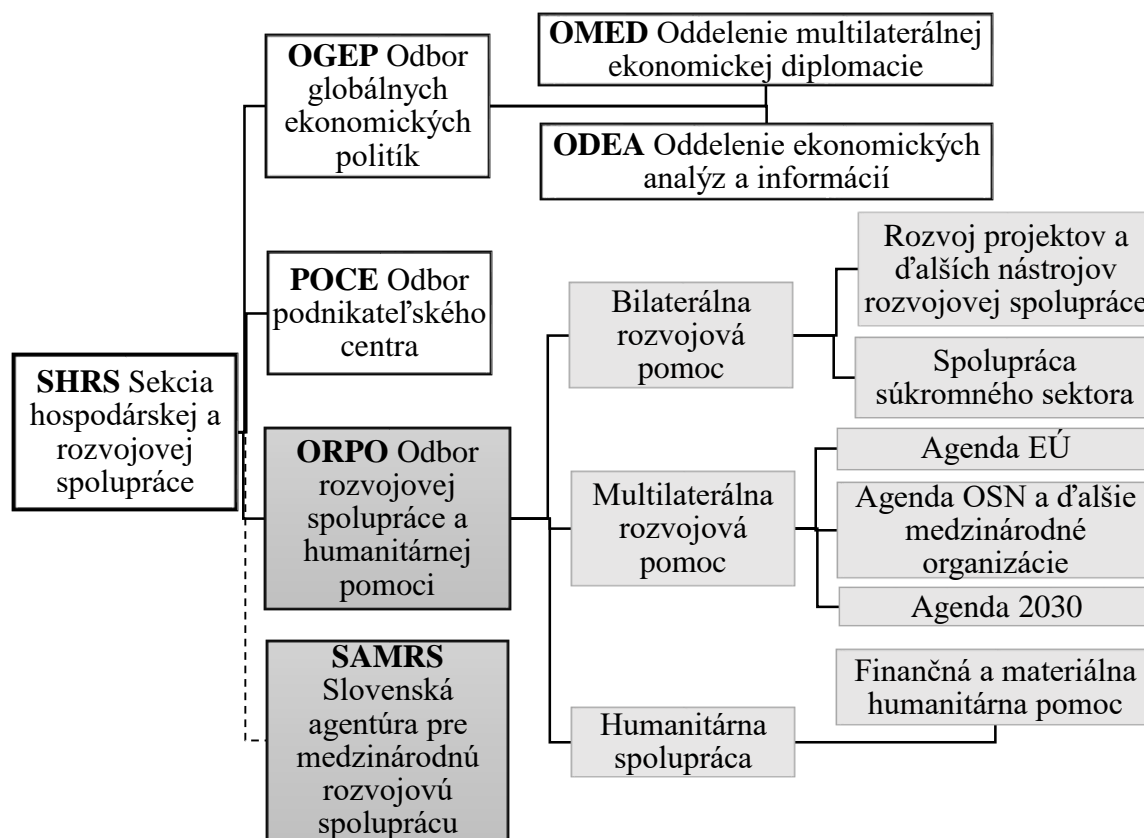 OGEP Odbor
globálnych
ekonomických
politík
OMED Oddelenie multilaterálnej
ekonomickej diplomacie
ODEA Oddelenie ekonomických
analýz a informácií
POCE Odbor
podnikateľského
centra
SHRS Sekcia
hospodárskej a
rozvojovej
spolupráce
ORPO Odbor
rozvojovej
spolupráce a
humanitárnej
pomoci
SAMRS
Slovenská
agentúra pre
medzinárodnú
rozvojovú
spoluprácu
Bilaterálna
rozvojová
pomoc
Rozvoj projektov a
ďalších nástrojov
rozvojovej spolupráce
Spolupráca
súkromného sektora
Multilaterálna
rozvojová
pomoc
Agenda EÚ
Agenda OSN a ďalšie
medzinárodné
organizácie
Agenda 2030
Humanitárna
spolupráca
Finančná a materiálna
humanitárna pomoc